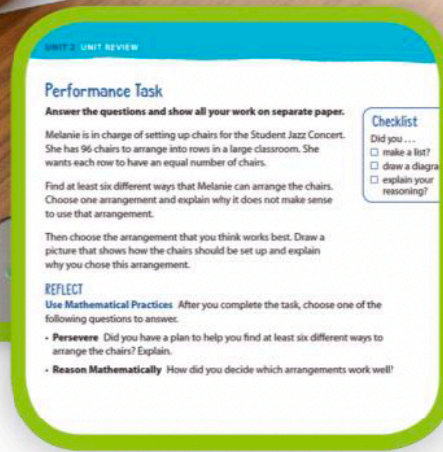 UNIT 2 UNIT REVIEW
Performance Task
Answer the questions and show all your work on separate paper.
Melanie is in charge of setting up chairs for the Student Jazz Concert.
She has 96 chairs to arrange into rows in a large classroom. She
wants each row to have an equal number of chairs.
Find at least six different ways that Melanie can arrange the chairs.
Choose one arrangement and explain why it does not make sense
to use that arrangement.
Then choose the arrangement that you think works best. Draw a
picture that shows how the chairs should be set up and explain
why you chose this arrangement.
REFLECT
Use Mathematical Practices After you complete the task, choose one of the
following questions to answer.
• Persevere Did you have a plan to help you find at least six different ways to
arrange the chairs? Explain.
• Reason Mathematically How did you decide which arrangements work well?
Checklist
Did you . . .
☐ make a list?
☐ draw a diagra
☐ explain your
reasoning?